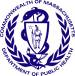 COMMONWEALTH OF MASSACHUSETTS
DEPARTMENT OF PUBLIC HEALTH